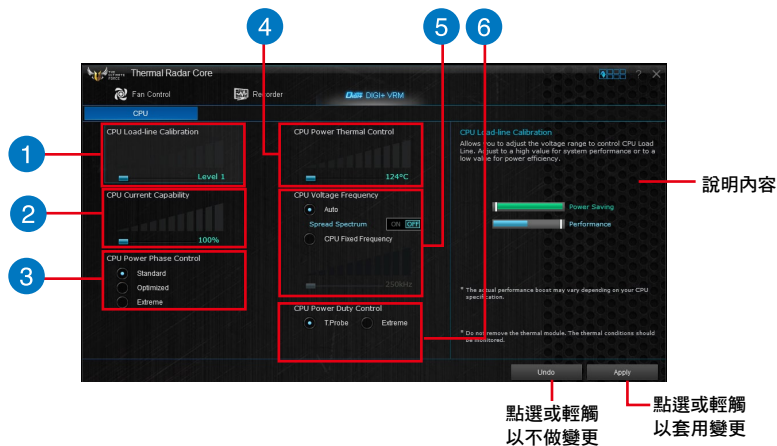 4
5
6
THE ULTIMATE FORCE
Thermal Radar Core
?
Fan Control
Recorder
DIGI+ VRM
CPU
1
CPU Load-line Calibration
Level 1
2
CPU Current Capability
100%
3
CPU Power Phase Control
Standard
Optimized
Extreme
CPU Power Thermal Control
124°C
CPU Voltage Frequency
Auto
Spread Spectrum
ON OFF
CPU Fixed Frequency
250kHz
CPU Power Duty Control
T.Probe Extreme
CPU Load-line Calibration
Allows you to adjust the voltage range to control CPU Load
Line. Adjust to a high value for system performance or to a
low value for power efficiency.
Power Saving
Performance
* The actual performance boost may vary depending on your CPU
specification.
* Do not remove the thermal module. The thermal conditions should
be monitored.
說明內容
Undo
Apply
點選或輕觸
以不做變更
點選或輕觸
以套用變更